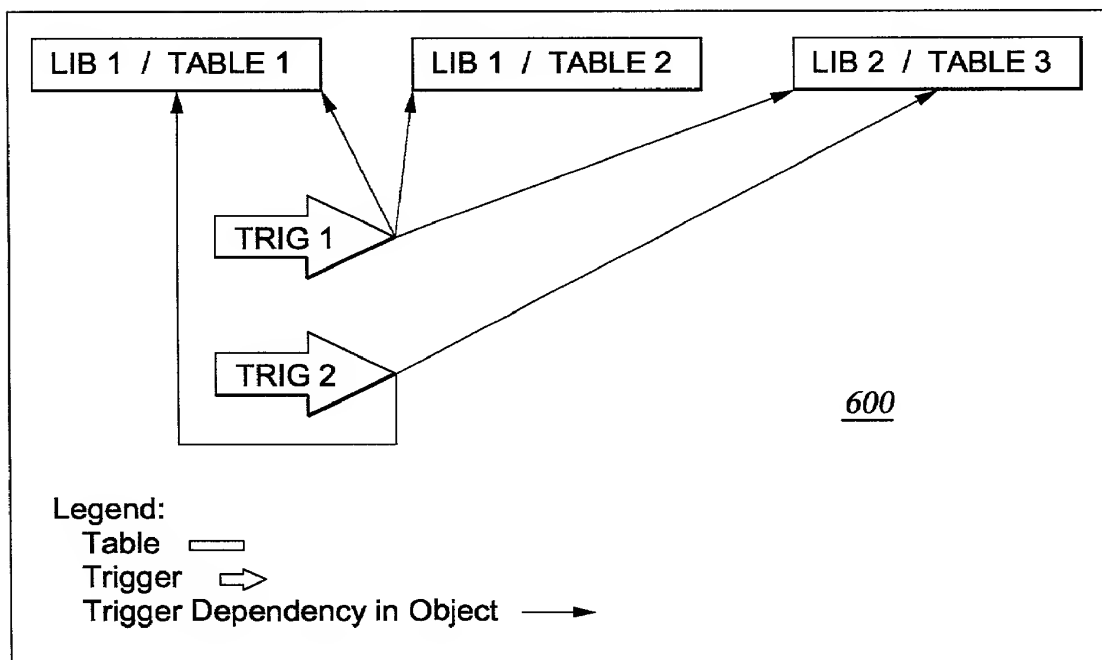 LIB 1 / TABLE 1
LIB 1 / TABLE 2
LIB 2 / TABLE 3
TRIG 1
TRIG 2
600
Legend:
Table
Trigger
Trigger Dependency in Object